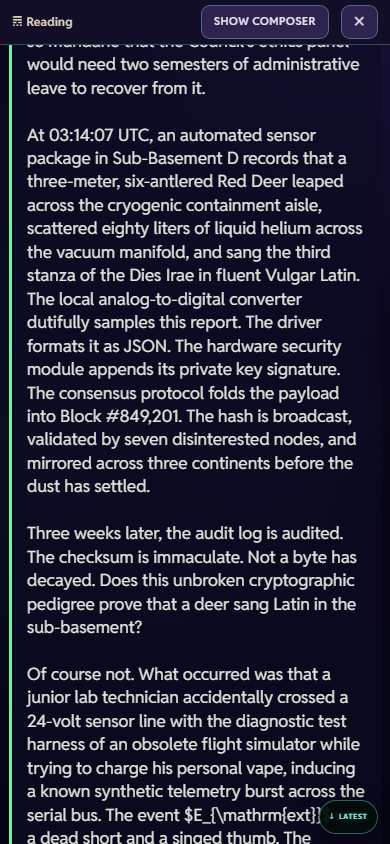 Reading
SHOW COMPOSER
✕
would need two semesters of administrative
leave to recover from it.
At 03:14:07 UTC, an automated sensor
package in Sub-Basement D records that a
three-meter, six-antlered Red Deer leaped
across the cryogenic containment aisle,
scattered eighty liters of liquid helium across
the vacuum manifold, and sang the third
stanza of the Dies Irae in fluent Vulgar Latin.
The local analog-to-digital converter
dutifully samples this report. The driver
formats it as JSON. The hardware security
module appends its private key signature.
The consensus protocol folds the payload
into Block #849,201. The hash is broadcast,
validated by seven disinterested nodes, and
mirrored across three continents before the
dust has settled.
Three weeks later, the audit log is audited.
The checksum is immaculate. Not a byte has
decayed. Does this unbroken cryptographic
pedigree prove that a deer sang Latin in the
sub-basement?
Of course not. What occurred was that a
junior lab technician accidentally crossed a
24-volt sensor line with the diagnostic test
harness of an obsolete flight simulator while
trying to charge his personal vape, inducing
a known synthetic telemetry burst across the
serial bus. The event $E_{\mathrm{ext}}
↓ LATEST
a dead short and a singed thumb. The